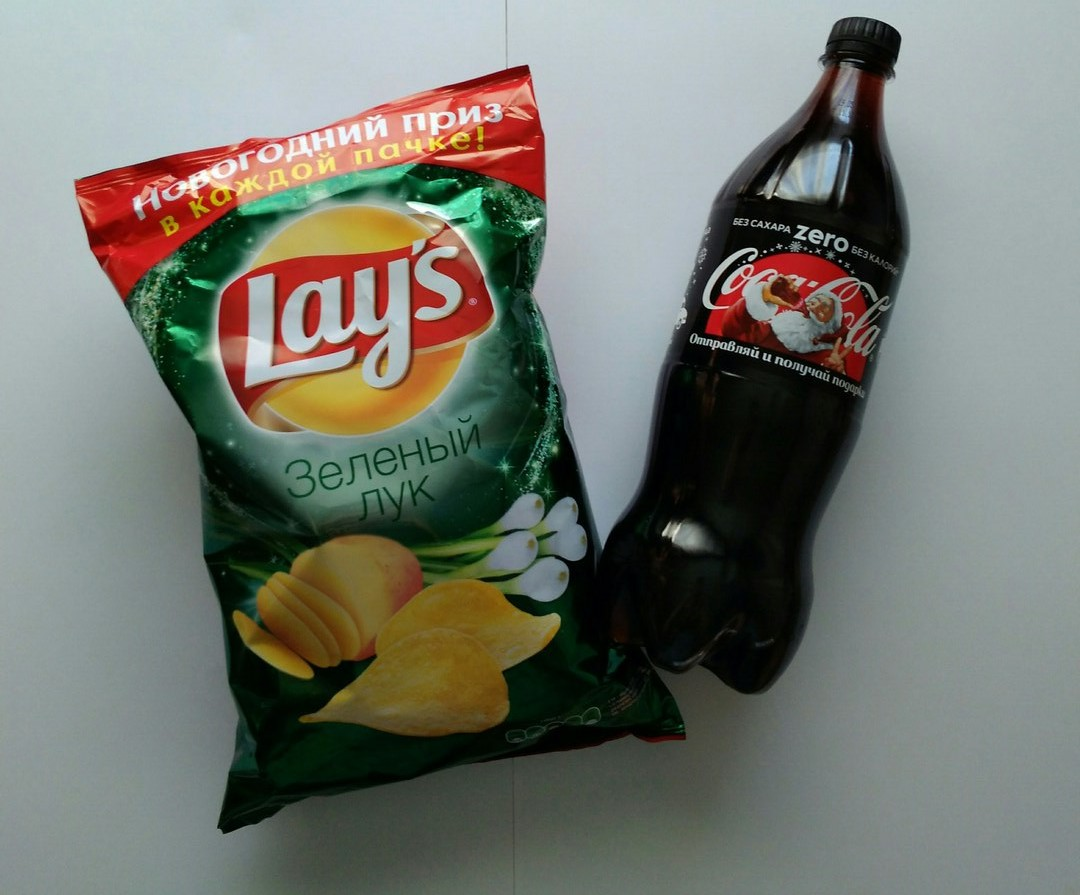 Новогодний приз
в каждой пачке!
Lay's
Зеленый
лук
БЕЗ САХАРА zero БЕЗ КАЛОРИЙ
Coca-Cola
Отправляй и получай подарки